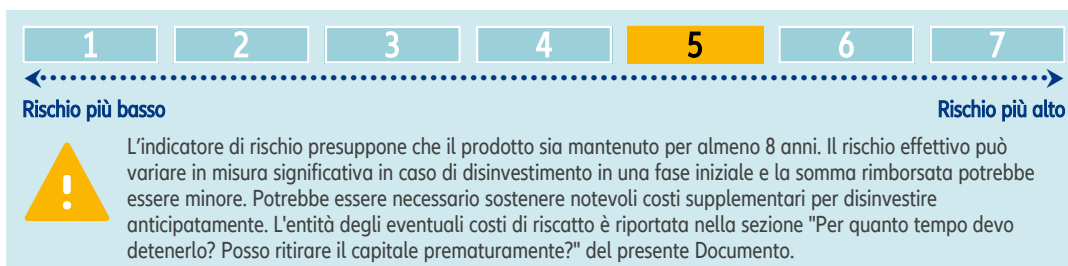 1 2 3 4 5 6 7
Rischio più basso Rischio più alto
L'indicatore di rischio presuppone che il prodotto sia mantenuto per almeno 8 anni. Il rischio effettivo può
variare in misura significativa in caso di disinvestimento in una fase iniziale e la somma rimborsata potrebbe
essere minore. Potrebbe essere necessario sostenere notevoli costi supplementari per disinvestire
anticipatamente. L'entità degli eventuali costi di riscatto è riportata nella sezione "Per quanto tempo devo
detenerlo? Posso ritirare il capitale prematuramente?" del presente Documento.